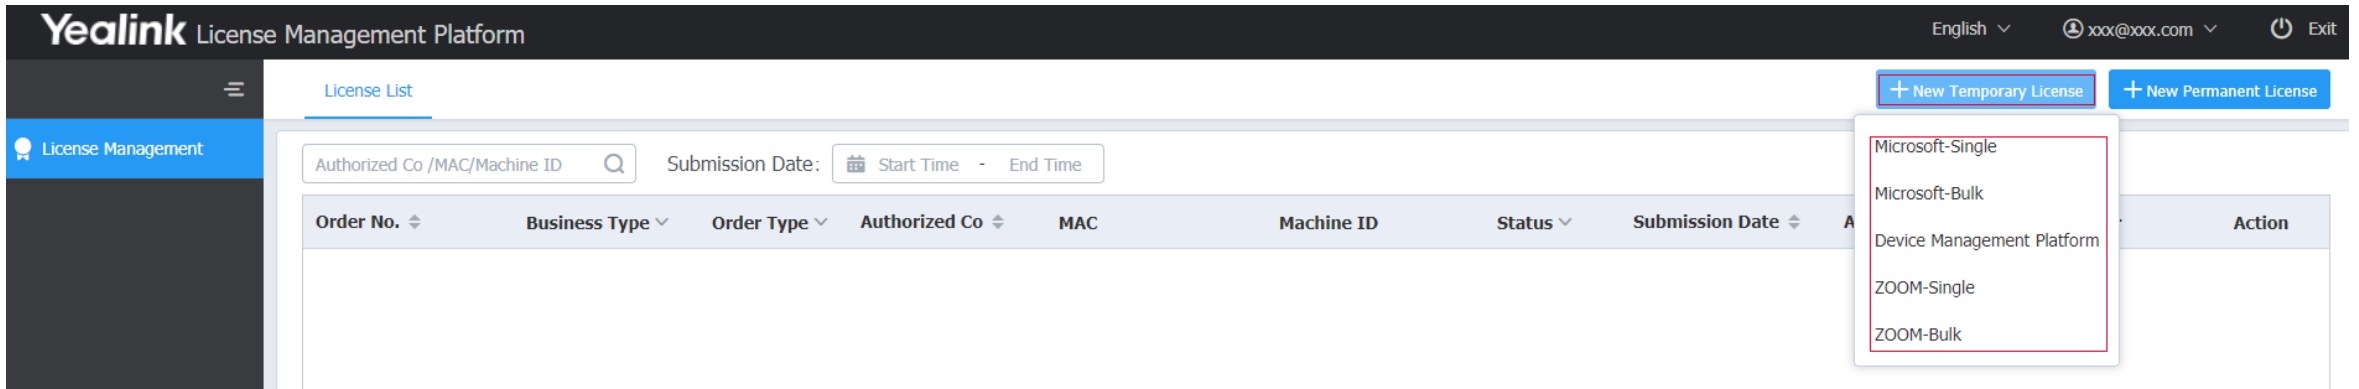 Yealink License Management Platform
English
xxx@xxx.com
Exit
License List
+ New Temporary License
+ New Permanent License
License Management
Authorized Co /MAC/Machine ID
Submission Date:
Start Time - End Time
Order No.
Business Type
Order Type
Authorized Co
MAC
Machine ID
Status
Submission Date
A
Action
Microsoft-Single
Microsoft-Bulk
Device Management Platform
ZOOM-Single
ZOOM-Bulk